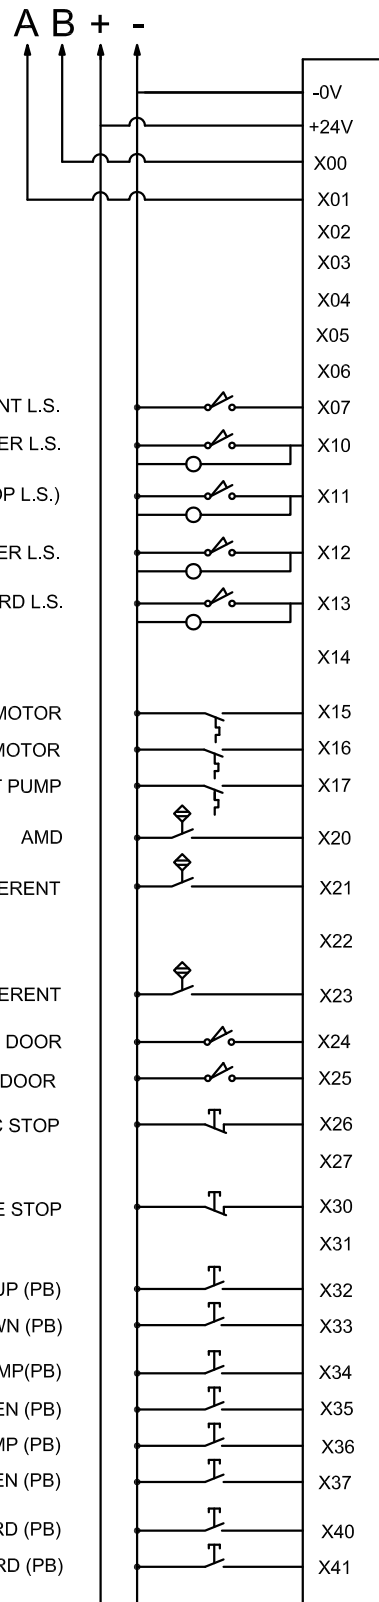 A B + -
-0V
+24V
X00
X01
X02
X03
X04
X05
X06
NT L.S. X07
ER L.S. X10
OP L.S.) X11
ER L.S. X12
RD L.S. X13
X14
MOTOR X15
MOTOR X16
T PUMP X17
AMD X20
ERENT X21
X22
ERENT X23
DOOR X24
DOOR X25
C STOP X26
X27
E STOP X30
X31
UP (PB) X32
WN (PB) X33
MP(PB) X34
EN (PB) X35
MP (PB) X36
EN (PB) X37
RD (PB) X40
RD (PB) X41